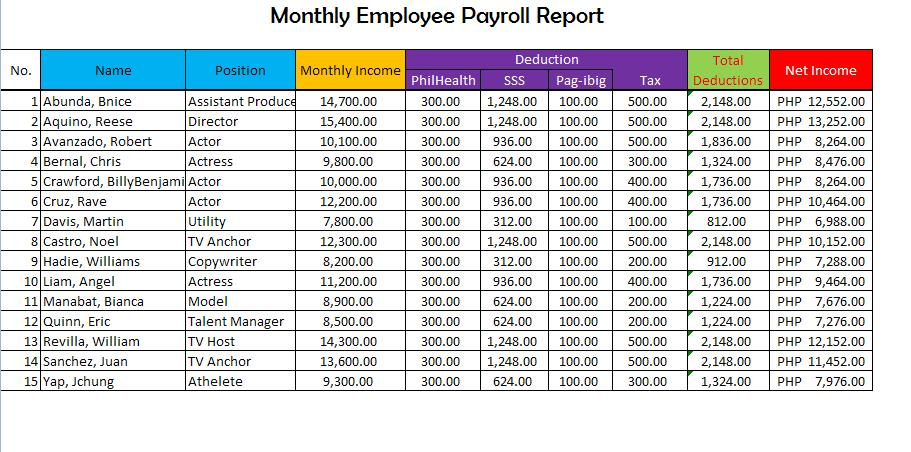 Monthly Employee Payroll Report
No. Name Position Monthly Income Deduction Total Deductions Net Income
PhilHealth SSS Pag-ibig Tax
1 Abunda, Bnice Assistant Produce 14,700.00 300.00 1,248.00 100.00 500.00 2,148.00 PHP 12,552.00
2 Aquino, Reese Director 15,400.00 300.00 1,248.00 100.00 500.00 2,148.00 PHP 13,252.00
3 Avanzado, Robert Actor 10,100.00 300.00 936.00 100.00 500.00 1,836.00 PHP 8,264.00
4 Bernal, Chris Actress 9,800.00 300.00 624.00 100.00 300.00 1,324.00 PHP 8,476.00
5 Crawford, BillyBenjami Actor 10,000.00 300.00 936.00 100.00 400.00 1,736.00 PHP 8,264.00
6 Cruz, Rave Actor 12,200.00 300.00 936.00 100.00 400.00 1,736.00 PHP 10,464.00
7 Davis, Martin Utility 7,800.00 300.00 312.00 100.00 100.00 812.00 PHP 6,988.00
8 Castro, Noel TV Anchor 12,300.00 300.00 1,248.00 100.00 500.00 2,148.00 PHP 10,152.00
9 Hadie, Williams Copywriter 8,200.00 300.00 312.00 100.00 200.00 912.00 PHP 7,288.00
10 Liam, Angel Actress 11,200.00 300.00 936.00 100.00 400.00 1,736.00 PHP 9,464.00
11 Manabat, Bianca Model 8,900.00 300.00 624.00 100.00 200.00 1,224.00 PHP 7,676.00
12 Quinn, Eric Talent Manager 8,500.00 300.00 624.00 100.00 200.00 1,224.00 PHP 7,276.00
13 Revilla, William TV Host 14,300.00 300.00 1,248.00 100.00 500.00 2,148.00 PHP 12,152.00
14 Sanchez, Juan TV Anchor 13,600.00 300.00 1,248.00 100.00 500.00 2,148.00 PHP 11,452.00
15 Yap, Jchung Athelete 9,300.00 300.00 624.00 100.00 300.00 1,324.00 PHP 7,976.00